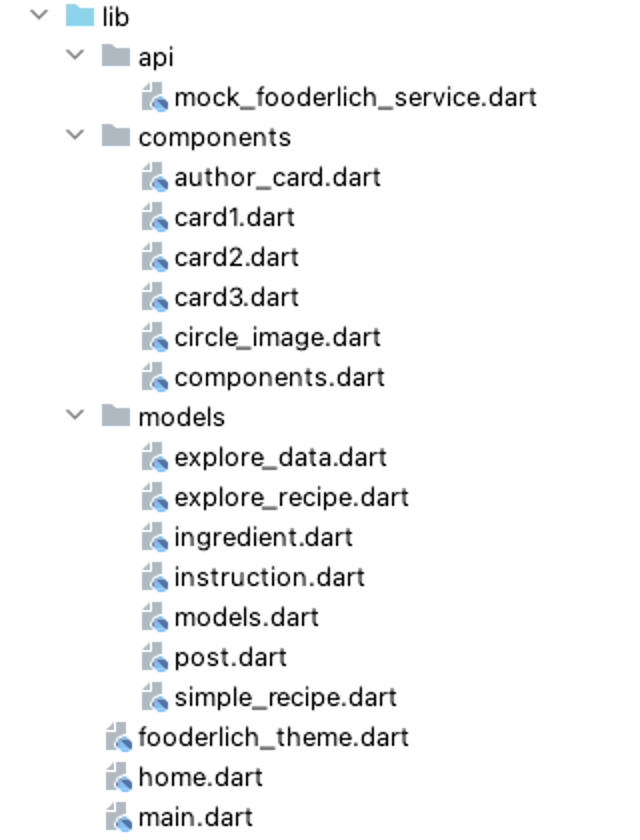 lib
api
mock_fooderlich_service.dart
components
author_card.dart
card1.dart
card2.dart
card3.dart
circle_image.dart
components.dart
models
explore_data.dart
explore_recipe.dart
ingredient.dart
instruction.dart
models.dart
post.dart
simple_recipe.dart
fooderlich_theme.dart
home.dart
main.dart